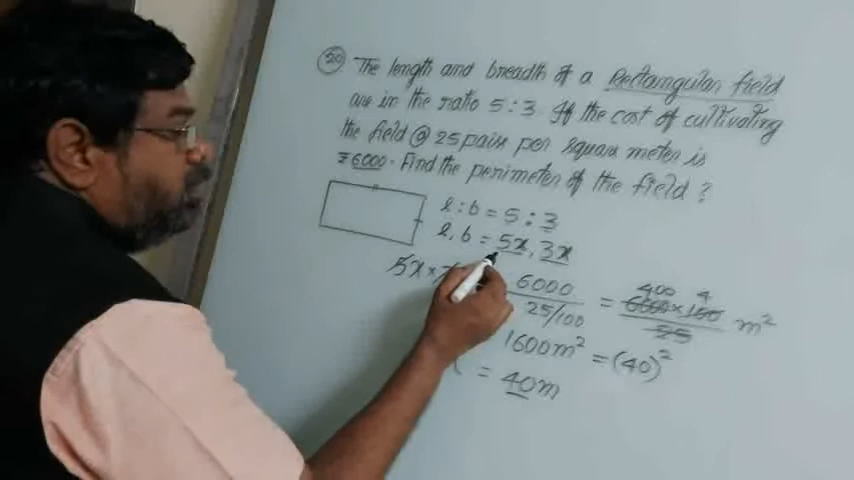 20. The length and breadth of a Rectangular field
are in the ratio 5:3. If the cost of cultivating
the field @ 25 paise per square meter is
₹6000. Find the perimeter of the field?
l:b = 5:3
l, b = 5x, 3x
5x × 6000 / 25/100 = 6000×100 / 25 m²
400 4
1600m² = (40)²
= 40m